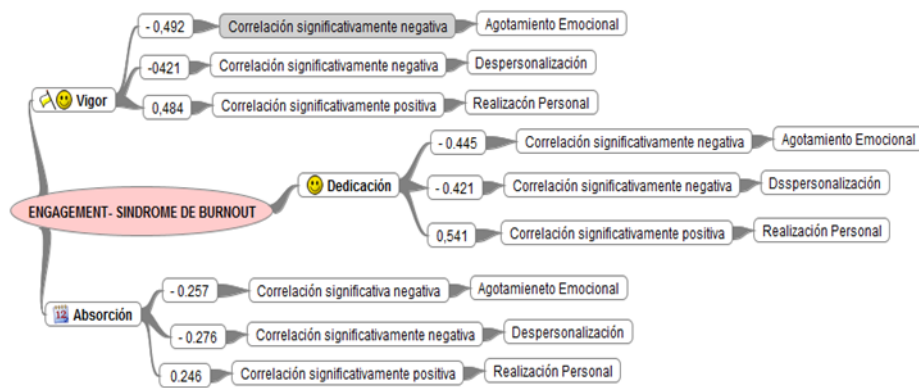 - 0,492 Correlación significativamente negativa Agotamiento Emocional
-0421 Correlación significativamente negativa Despersonalización
Vigor
0,484 Correlación significativamente positiva Realizacón Personal
- 0.445 Correlación significativamente negativa Agotamiento Emocional
Dedicación
- 0.421 Correlación significativamente negativa Dsspersonalización
ENGAGEMENT- SINDROME DE BURNOUT
0,541 Correlación significativamente positiva Realización Personal
- 0.257 Correlación significativa negativa Agotamieneto Emocional
12 Absorción
- 0.276 Correlación significativamente negativa Despersonalización
0.246 Correlación significativamente positiva Realización Personal